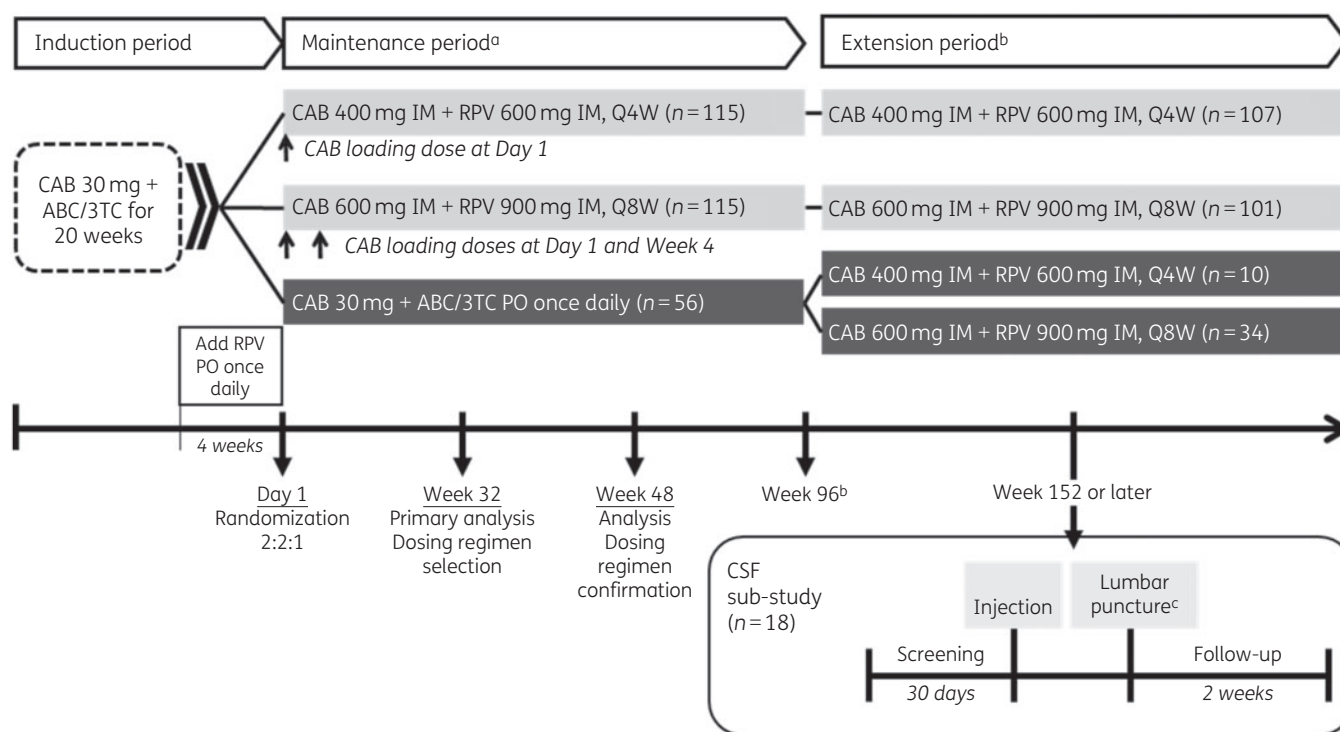 Induction period
Maintenance periodᵃ
Extension periodᵇ
CAB 30 mg +
ABC/3TC for
20 weeks
CAB 400 mg IM + RPV 600 mg IM, Q4W (n = 115)
CAB loading dose at Day 1
CAB 600 mg IM + RPV 900 mg IM, Q8W (n = 115)
CAB loading doses at Day 1 and Week 4
CAB 30 mg + ABC/3TC PO once daily (n = 56)
CAB 400 mg IM + RPV 600 mg IM, Q4W (n = 107)
CAB 600 mg IM + RPV 900 mg IM, Q8W (n = 101)
CAB 400 mg IM + RPV 600 mg IM, Q4W (n = 10)
CAB 600 mg IM + RPV 900 mg IM, Q8W (n = 34)
Add RPV
PO once
daily
4 weeks
Day 1
Randomization
2:2:1
Week 32
Primary analysis
Dosing regimen
selection
Week 48
Analysis
Dosing
regimen
confirmation
Week 96ᵇ
Week 152 or later
CSF
sub-study
(n = 18)
Injection
Lumbar
punctureᶜ
Screening
30 days
Follow-up
2 weeks